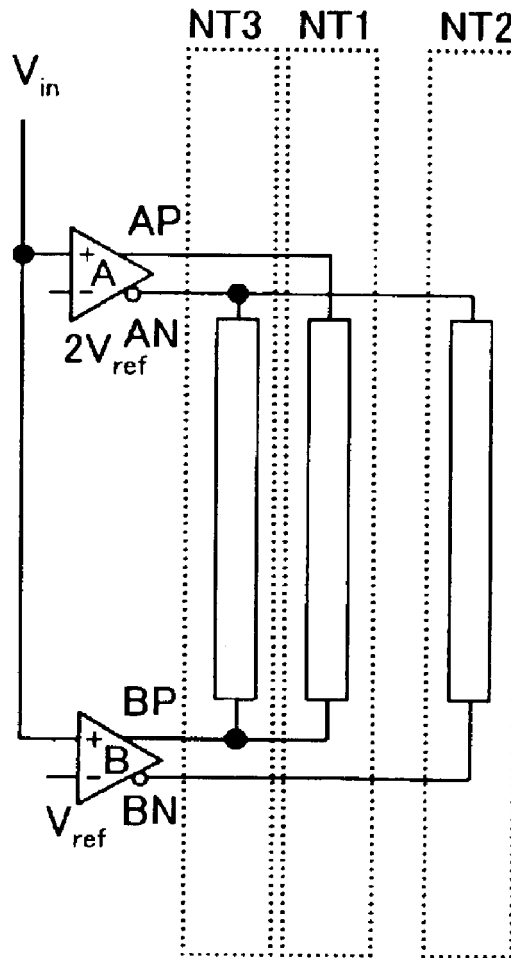 NT3 NT1 NT2
V_in
AP
+
A
−
AN
2V_ref
BP
+
B
−
BN
V_ref